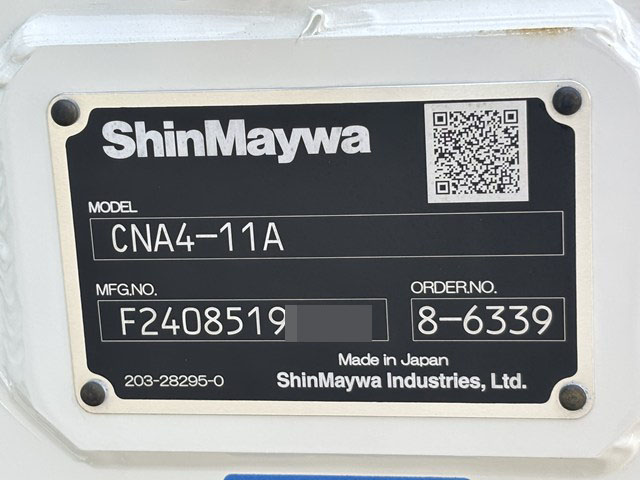 ShinMaywa
MODEL
CNA4-11A
MFG.NO.
ORDER.NO.
F2408519
8-6339
Made in Japan
203-28295-0
ShinMaywa Industries, Ltd.